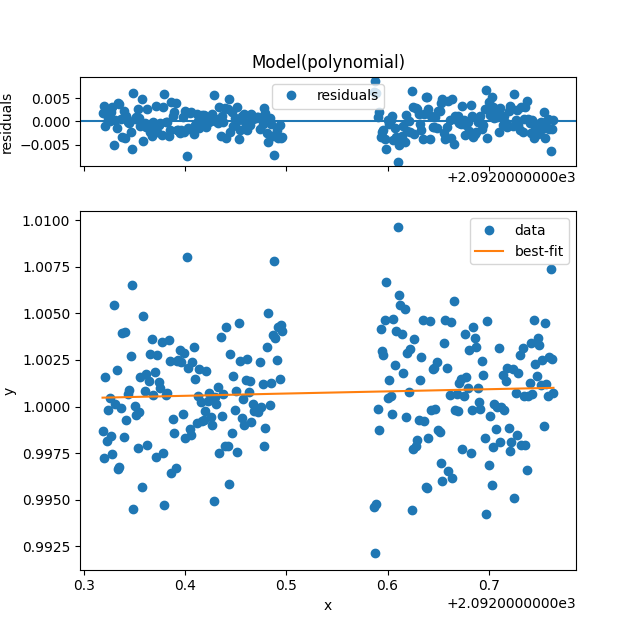 Model(polynomial)
residuals
0.005
0.000
−0.005
residuals
+2.0920000000e3
1.0100
1.0075
1.0050
1.0025
1.0000
0.9975
0.9950
0.9925
y
data
best-fit
0.3
0.4
0.5
0.6
0.7
x
+2.0920000000e3